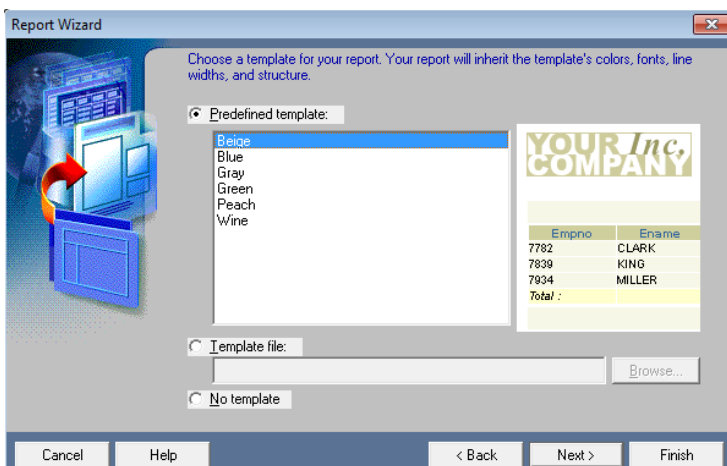 Report Wizard
Choose a template for your report. Your report will inherit the template's colors, fonts, line
widths, and structure.
Predefined template:
Beige
Blue
Gray
Green
Peach
Wine
YOUR Inc,
COMPANY
Empno Ename
7782 CLARK
7839 KING
7934 MILLER
Total :
Template file:
Browse...
No template
Cancel Help < Back Next > Finish